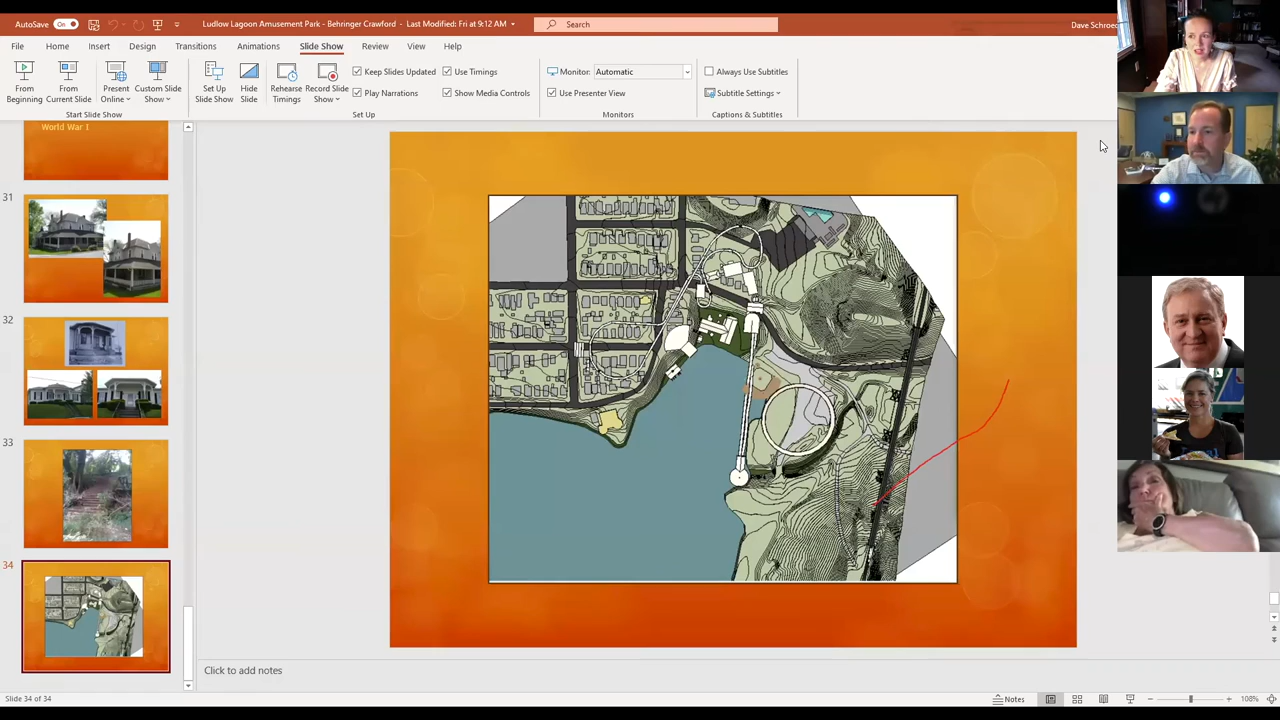 AutoSave On Ludlow Lagoon Amusement Park - Behringer Crawford - Last Modified: Fri at 9:12 AM Search Dave Schroed
File Home Insert Design Transitions Animations Slide Show Review View Help
From Beginning
From Current Slide
Present Online
Custom Slide Show
Set Up Slide Show
Hide Slide
Rehearse Timings
Record Slide Show
Keep Slides Updated
Play Narrations
Use Timings
Show Media Controls
Monitor: Automatic
Use Presenter View
Always Use Subtitles
Subtitle Settings
Start Slide Show Set Up Monitors Captions & Subtitles
World War I
31
32
33
34
Click to add notes
Slide 34 of 34 Notes 108%